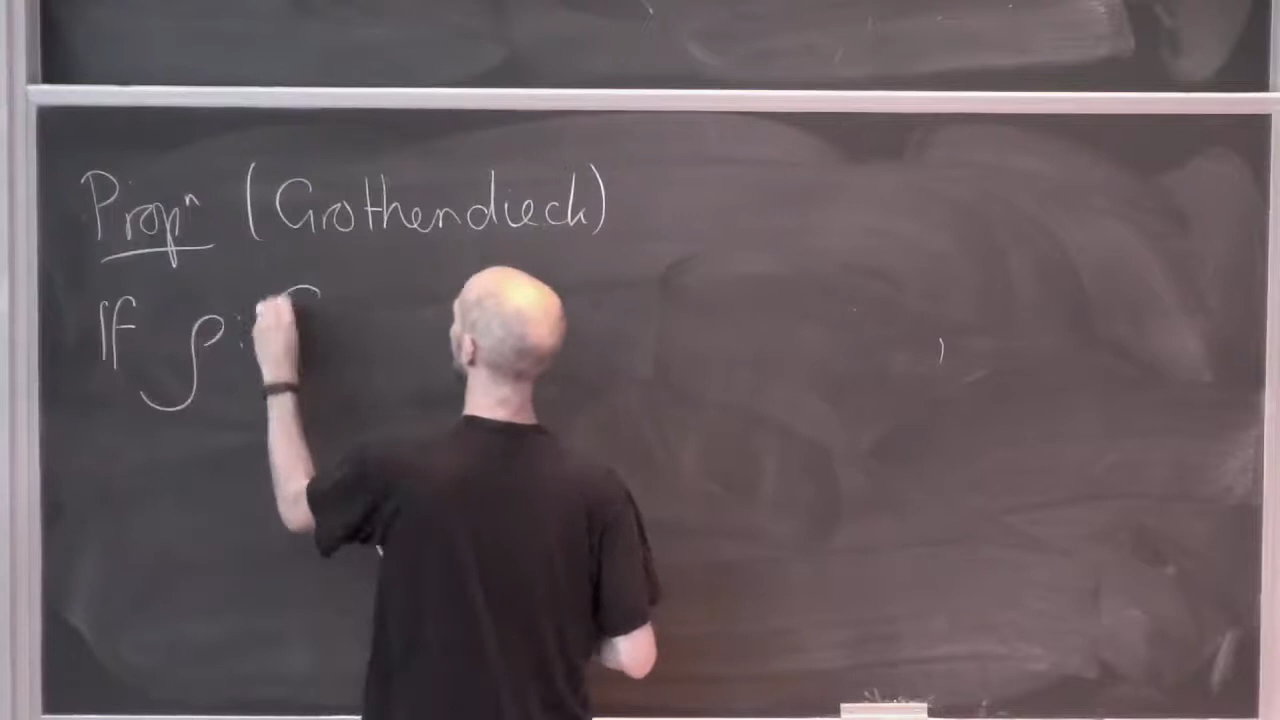 Propⁿ (Grothendieck)
If ρ :